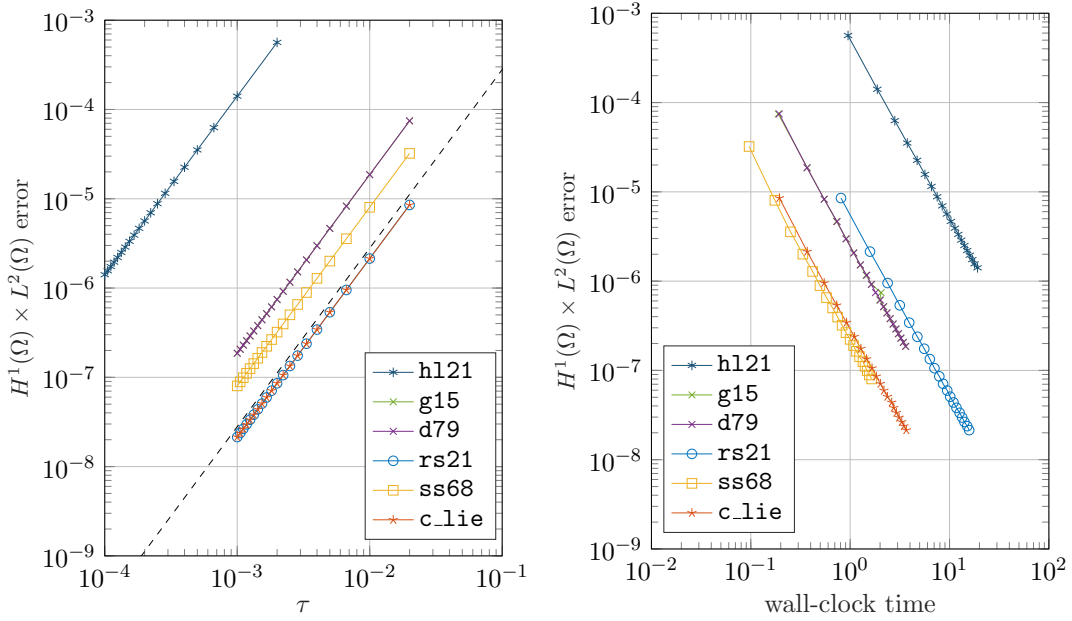 10^{-3}
10^{-4}
10^{-5}
10^{-6}
10^{-7}
10^{-8}
10^{-9}
H^1(Ω) × L^2(Ω) error
10^{-4} 10^{-3} 10^{-2} 10^{-1}
τ
hl21
g15
d79
rs21
ss68
c_lie
10^{-3}
10^{-4}
10^{-5}
10^{-6}
10^{-7}
10^{-8}
10^{-9}
H^1(Ω) × L^2(Ω) error
10^{-2} 10^{-1} 10^0 10^1 10^2
wall-clock time
hl21
g15
d79
rs21
ss68
c_lie